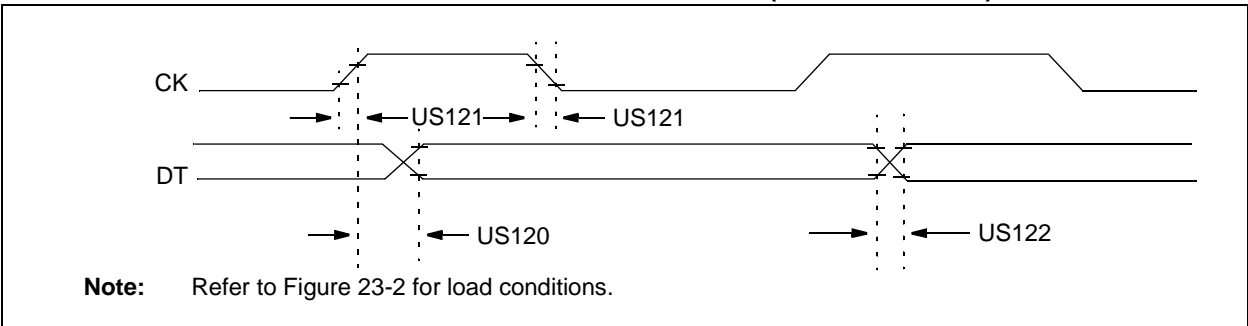 CK
US121 US121
DT
US120
US122
Note: Refer to Figure 23-2 for load conditions.